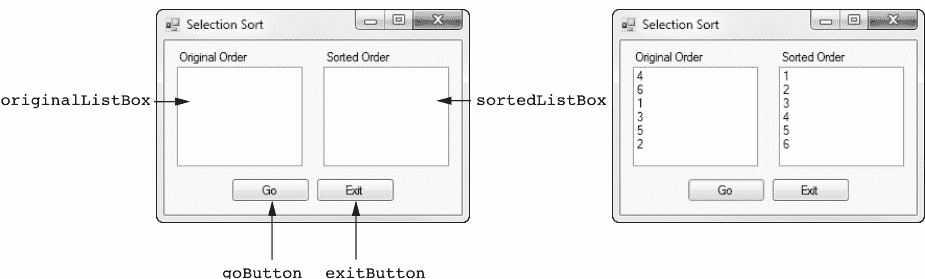 Selection Sort
Original Order
Sorted Order
originalListBox
sortedListBox
Go
Exit
goButton
exitButton
Selection Sort
Original Order
Sorted Order
4
6
1
3
5
2
1
2
3
4
5
6
Go
Exit